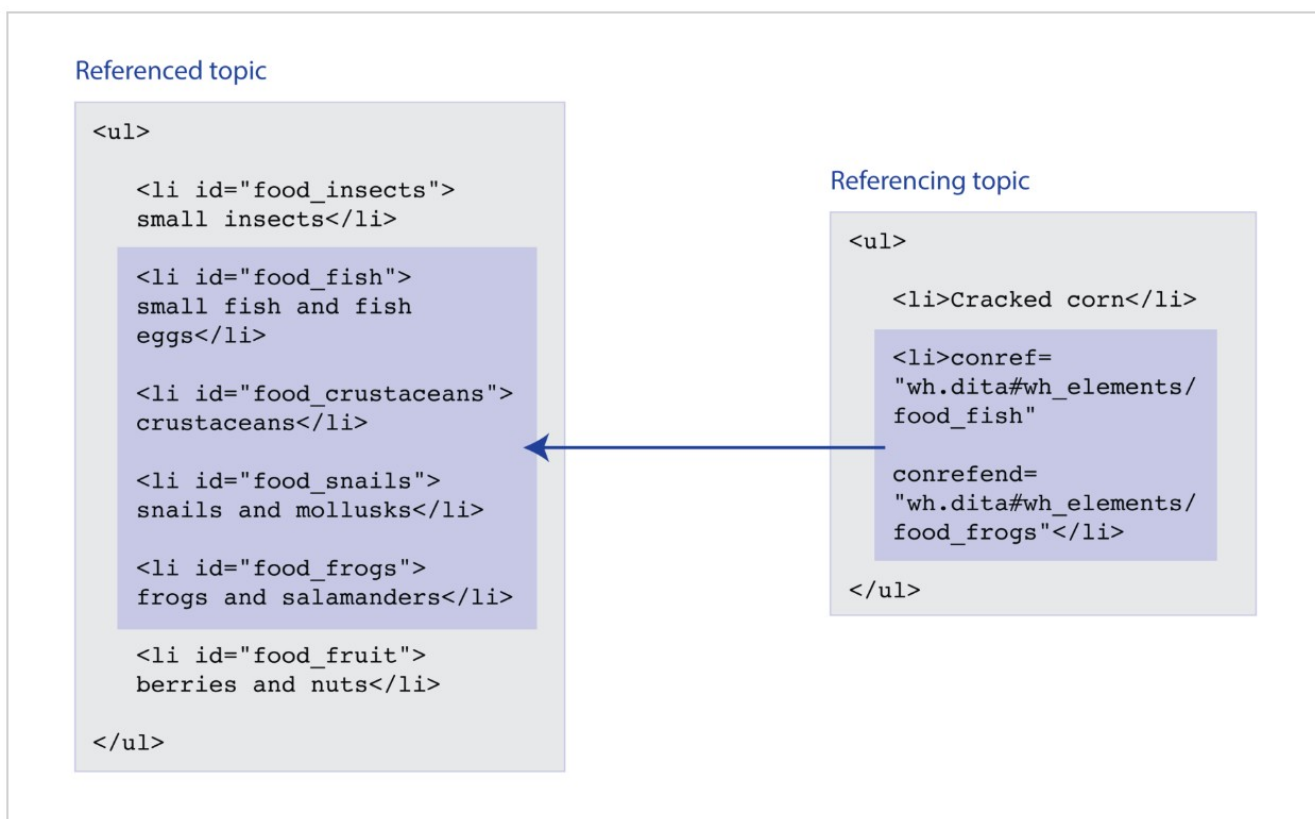 Referenced topic
<ul>
<li id="food_insects">
small insects</li>
<li id="food_fish">
small fish and fish
eggs</li>
<li id="food_crustaceans">
crustaceans</li>
<li id="food_snails">
snails and mollusks</li>
<li id="food_frogs">
frogs and salamanders</li>
<li id="food_fruit">
berries and nuts</li>
</ul>
Referencing topic
<ul>
<li>Cracked corn</li>
<li>conref=
"wh.dita#wh_elements/
food_fish"
conrefend=
"wh.dita#wh_elements/
food_frogs"</li>
</ul>